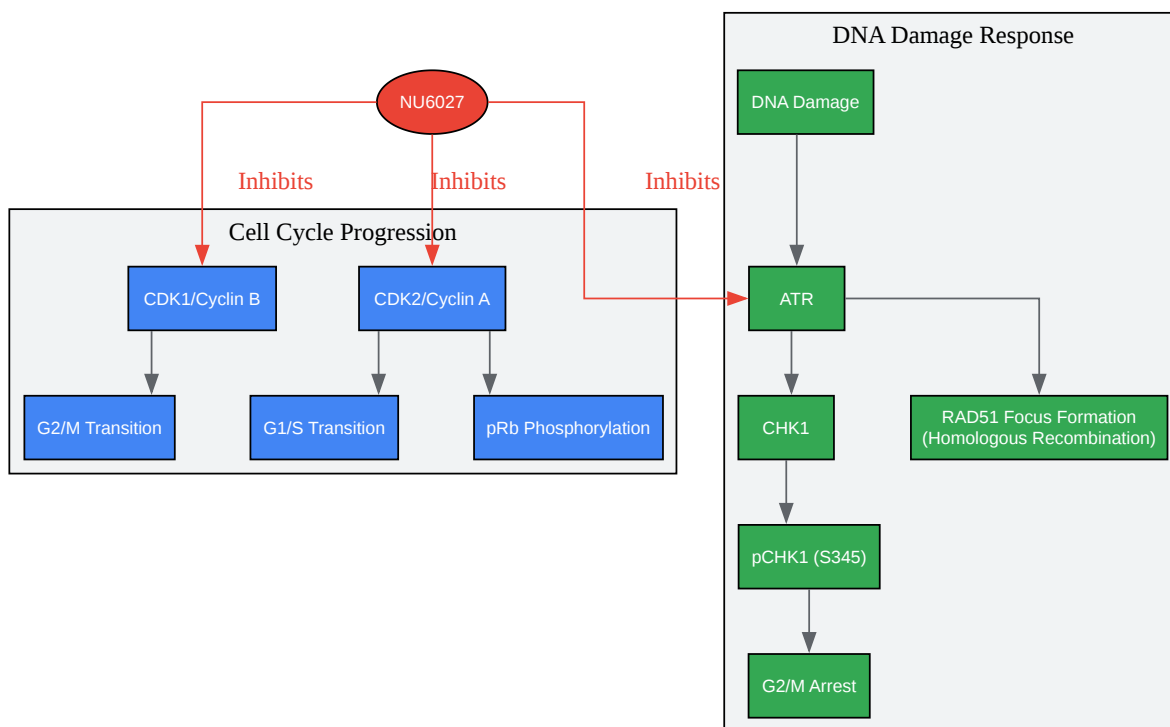 DNA Damage Response
NU6027
DNA Damage
Inhibits
Inhibits
Inhibits
Cell Cycle Progression
CDK1/Cyclin B
CDK2/Cyclin A
ATR
G2/M Transition
G1/S Transition
pRb Phosphorylation
CHK1
RAD51 Focus Formation
(Homologous Recombination)
pCHK1 (S345)
G2/M Arrest